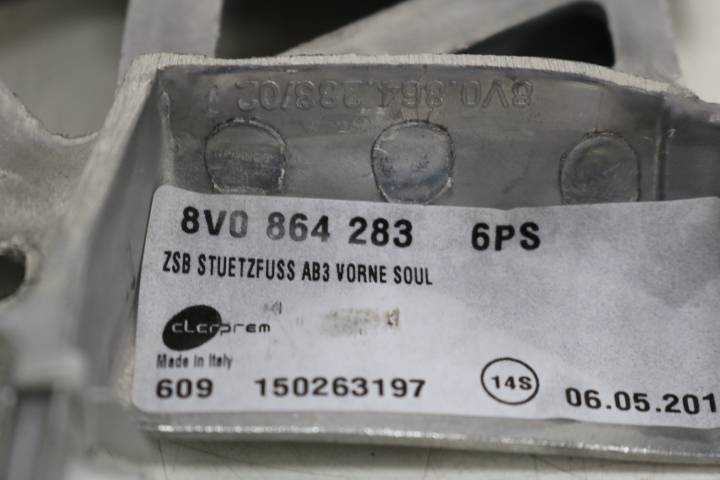 8V0.864.283/02
8V0 864 283 6PS
ZSB STUETZFUSS AB3 VORNE SOUL
cLerprem
Made in Italy
609 150263197 14S 06.05.201